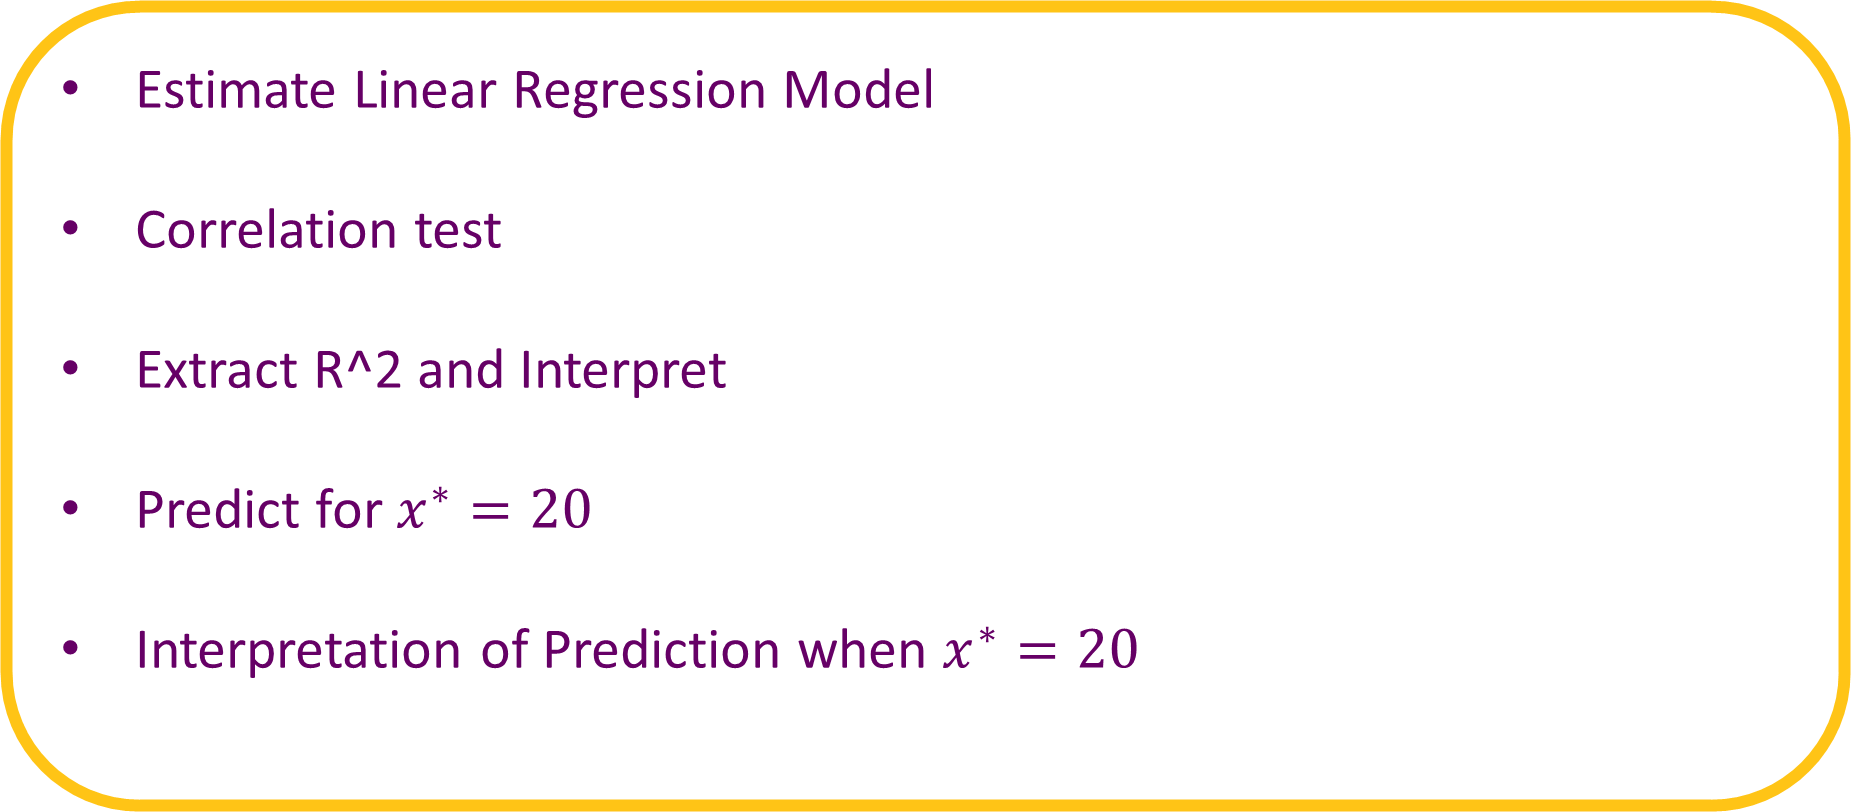 • Estimate Linear Regression Model
• Correlation test
• Extract R^2 and Interpret
• Predict for x* = 20
• Interpretation of Prediction when x* = 20